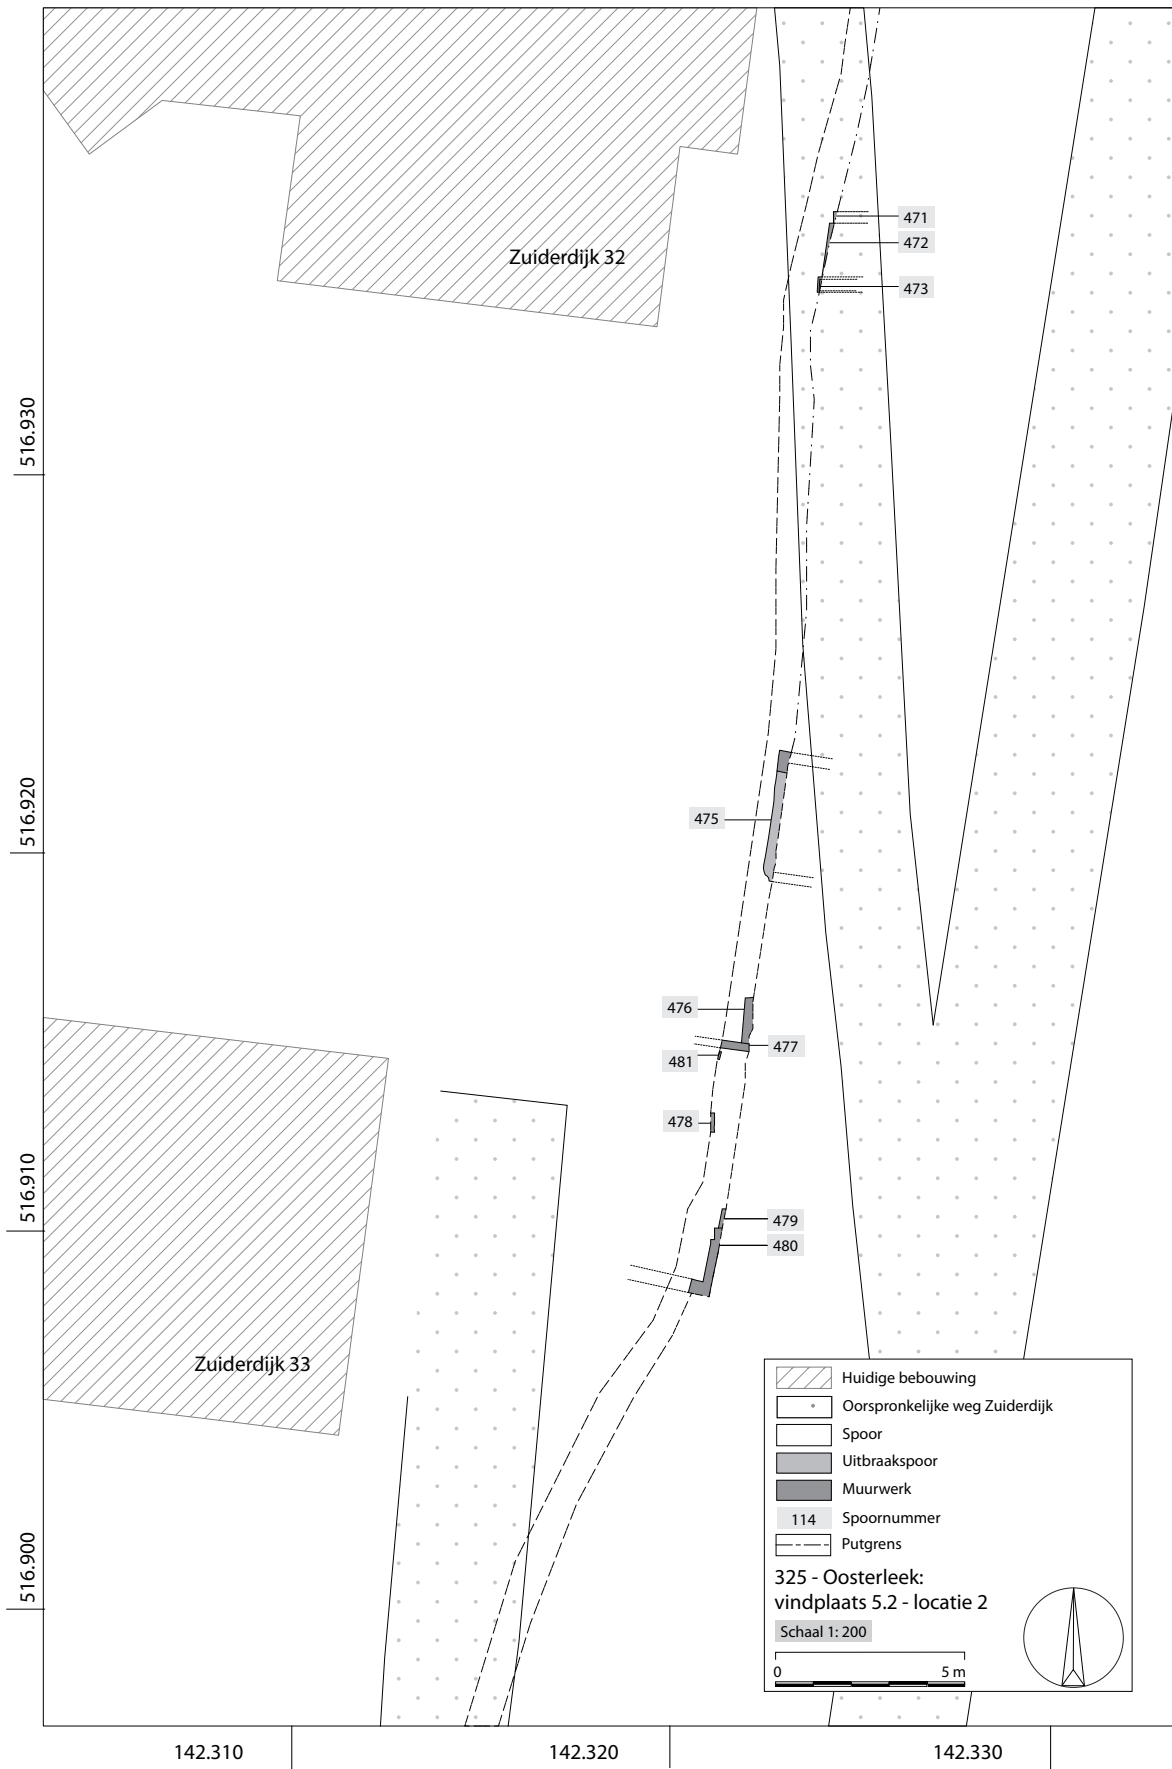 Zuiderdijk 32
471
472
473
516.930
516.920
475
476
477
481
478
516.910
479
480
Zuiderdijk 33
516.900
Huidige bebouwing
Oorspronkelijke weg Zuiderdijk
Spoor
Uitbraakspoor
Muurwerk
114 Spoornummer
Putgrens
325 - Oosterleek:
vindplaats 5.2 - locatie 2
Schaal 1: 200
0 5 m
142.310 142.320 142.330